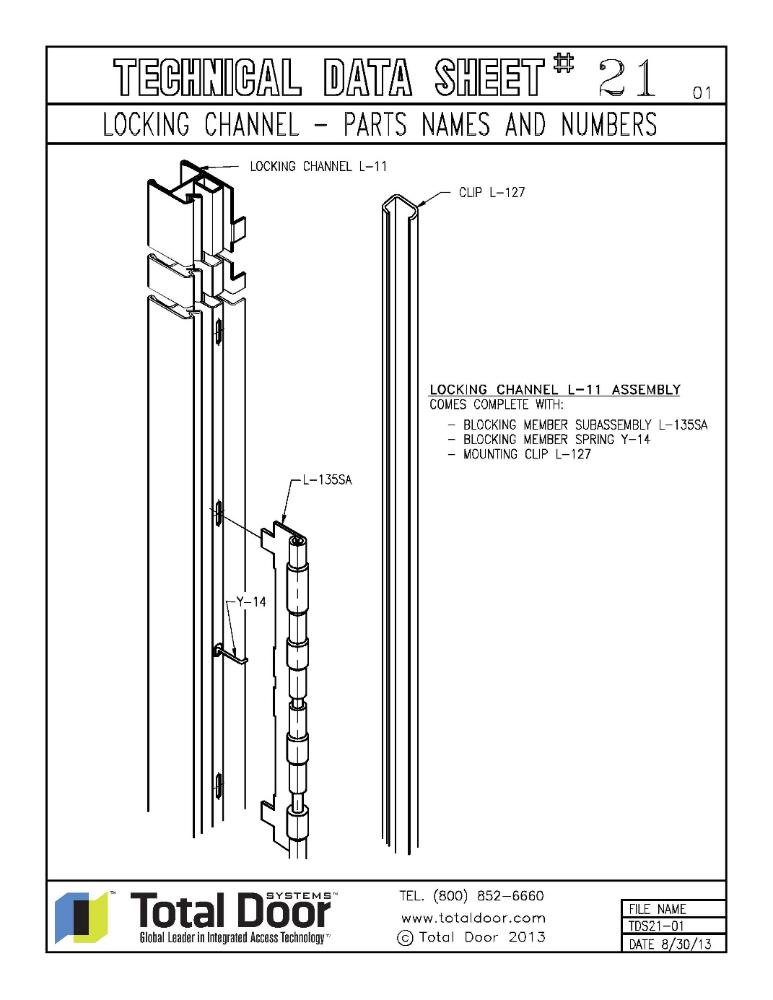 TECHNICAL DATA SHEET # 21 01
LOCKING CHANNEL - PARTS NAMES AND NUMBERS
LOCKING CHANNEL L-11
CLIP L-127
LOCKING CHANNEL L-11 ASSEMBLY
COMES COMPLETE WITH:
- BLOCKING MEMBER SUBASSEMBLY L-135SA
- BLOCKING MEMBER SPRING Y-14
- MOUNTING CLIP L-127
L-135SA
Y-14
™ Total Door SYSTEMS™
Global Leader in Integrated Access Technology™
TEL. (800) 852-6660
www.totaldoor.com
© Total Door 2013
FILE NAME
TDS21-01
DATE 8/30/13